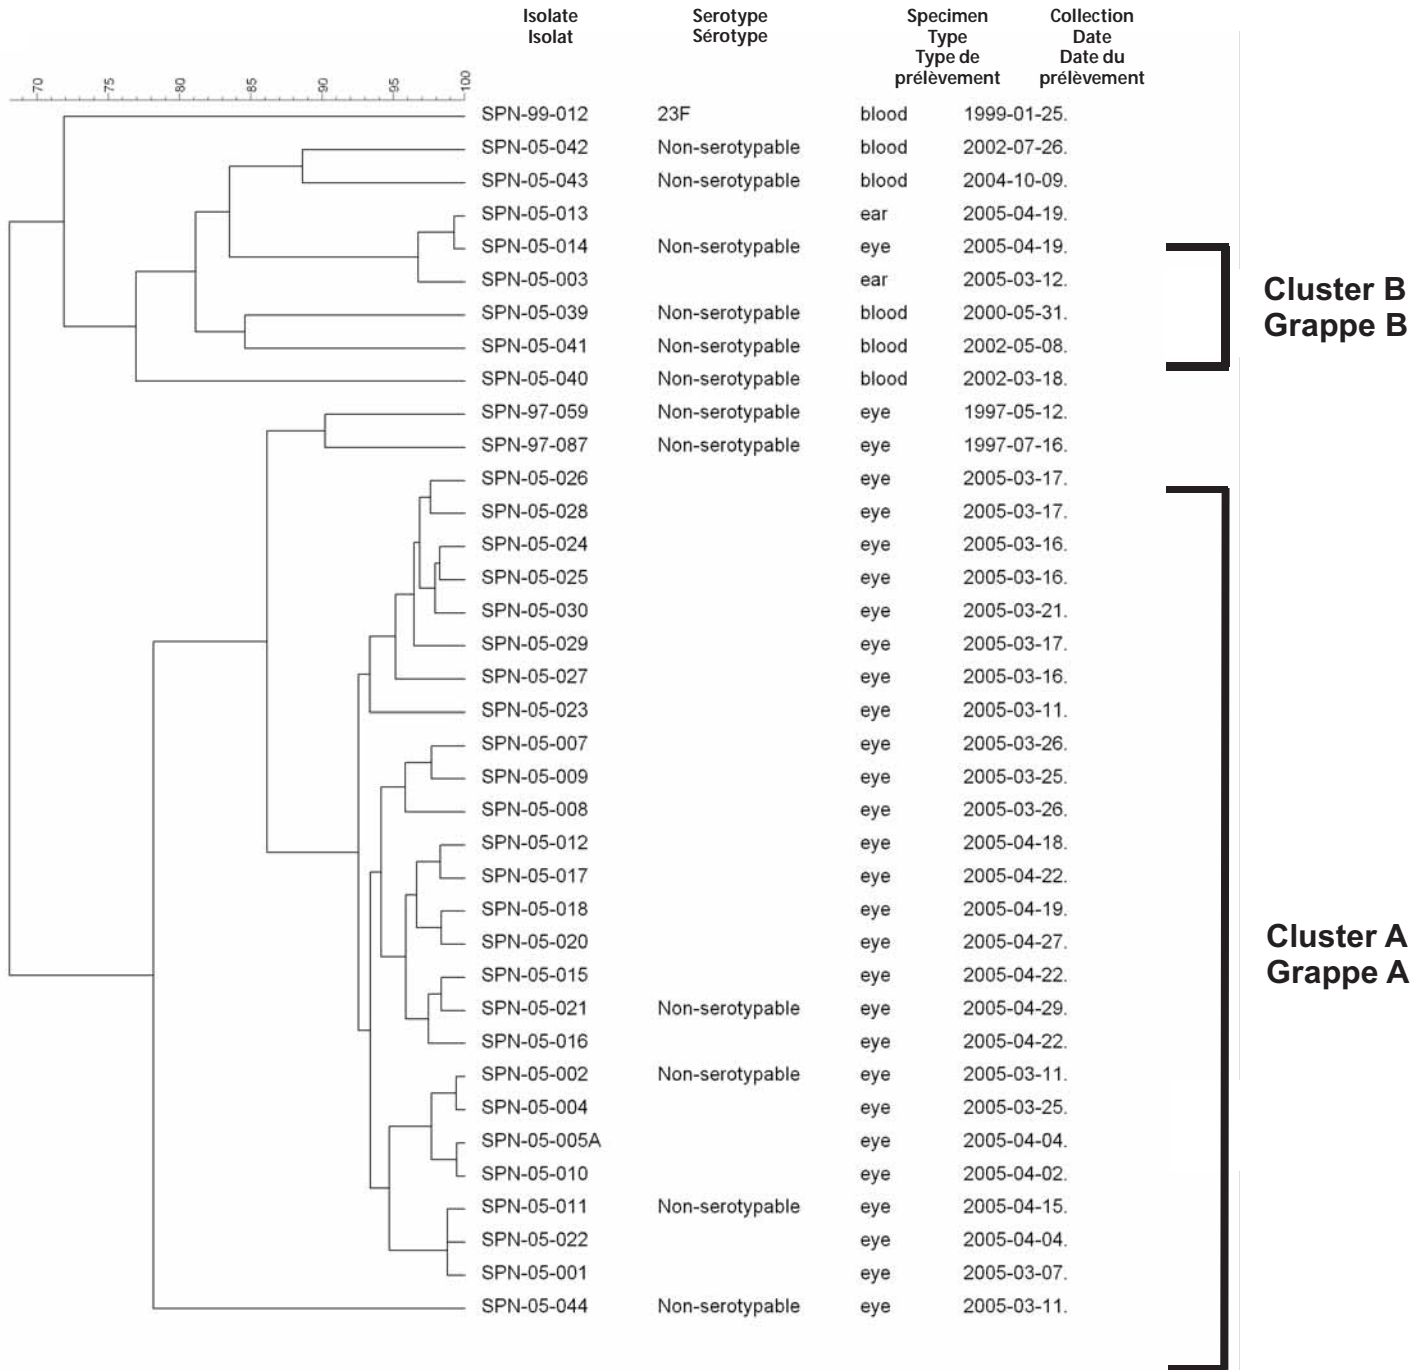 Isolate
Isolat
Serotype
Sérotype
Specimen
Type
Type de
prélèvement
Collection
Date
Date du
prélèvement
70 75 80 85 90 95 100
SPN-99-012 23F blood 1999-01-25.
SPN-05-042 Non-serotypable blood 2002-07-26.
SPN-05-043 Non-serotypable blood 2004-10-09.
SPN-05-013 ear 2005-04-19.
SPN-05-014 Non-serotypable eye 2005-04-19.
SPN-05-003 ear 2005-03-12.
SPN-05-039 Non-serotypable blood 2000-05-31.
SPN-05-041 Non-serotypable blood 2002-05-08.
SPN-05-040 Non-serotypable blood 2002-03-18.
Cluster B
Grappe B
SPN-97-059 Non-serotypable eye 1997-05-12.
SPN-97-087 Non-serotypable eye 1997-07-16.
SPN-05-026 eye 2005-03-17.
SPN-05-028 eye 2005-03-17.
SPN-05-024 eye 2005-03-16.
SPN-05-025 eye 2005-03-16.
SPN-05-030 eye 2005-03-21.
SPN-05-029 eye 2005-03-17.
SPN-05-027 eye 2005-03-16.
SPN-05-023 eye 2005-03-11.
SPN-05-007 eye 2005-03-26.
SPN-05-009 eye 2005-03-25.
SPN-05-008 eye 2005-03-26.
SPN-05-012 eye 2005-04-18.
SPN-05-017 eye 2005-04-22.
SPN-05-018 eye 2005-04-19.
SPN-05-020 eye 2005-04-27.
SPN-05-015 eye 2005-04-22.
SPN-05-021 Non-serotypable eye 2005-04-29.
SPN-05-016 eye 2005-04-22.
SPN-05-002 Non-serotypable eye 2005-03-11.
SPN-05-004 eye 2005-03-25.
SPN-05-005A eye 2005-04-04.
SPN-05-010 eye 2005-04-02.
SPN-05-011 Non-serotypable eye 2005-04-15.
SPN-05-022 eye 2005-04-04.
SPN-05-001 eye 2005-03-07.
SPN-05-044 Non-serotypable eye 2005-03-11.
Cluster A
Grappe A